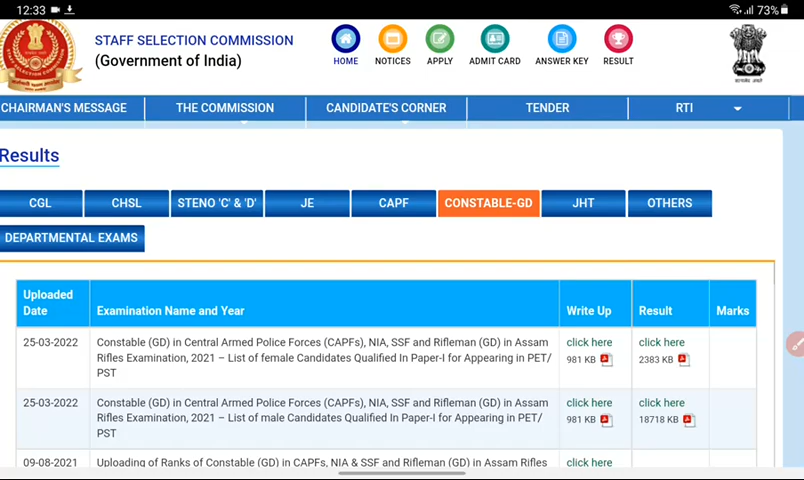 12:33
73%
STAFF SELECTION COMMISSION
(Government of India)
HOME
NOTICES
APPLY
ADMIT CARD
ANSWER KEY
RESULT
CHAIRMAN'S MESSAGE
THE COMMISSION
CANDIDATE'S CORNER
TENDER
RTI
Results
CGL
CHSL
STENO 'C' & 'D'
JE
CAPF
CONSTABLE-GD
JHT
OTHERS
DEPARTMENTAL EXAMS
Uploaded
Date
Examination Name and Year
Write Up
Result
Marks
25-03-2022
Constable (GD) in Central Armed Police Forces (CAPFs), NIA, SSF and Rifleman (GD) in Assam
Rifles Examination, 2021 – List of female Candidates Qualified In Paper-I for Appearing in PET/
PST
click here
981 KB
click here
2383 KB
25-03-2022
Constable (GD) in Central Armed Police Forces (CAPFs), NIA, SSF and Rifleman (GD) in Assam
Rifles Examination, 2021 – List of male Candidates Qualified In Paper-I for Appearing in PET/
PST
click here
981 KB
click here
18718 KB
09-08-2021
Uploading of Ranks of Constable (GD) in CAPFs, NIA & SSF and Rifleman (GD) in Assam Rifles
click here